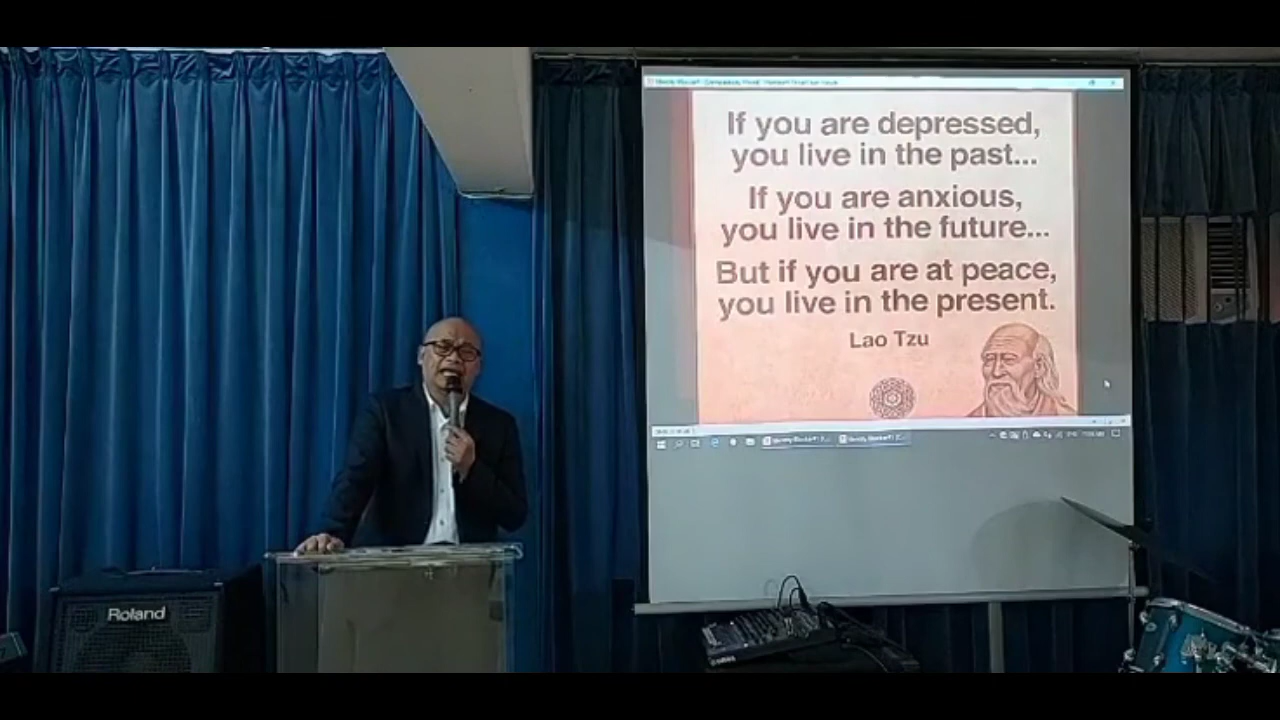 If you are depressed,
you live in the past...
If you are anxious,
you live in the future...
But if you are at peace,
you live in the present.
Lao Tzu
Roland